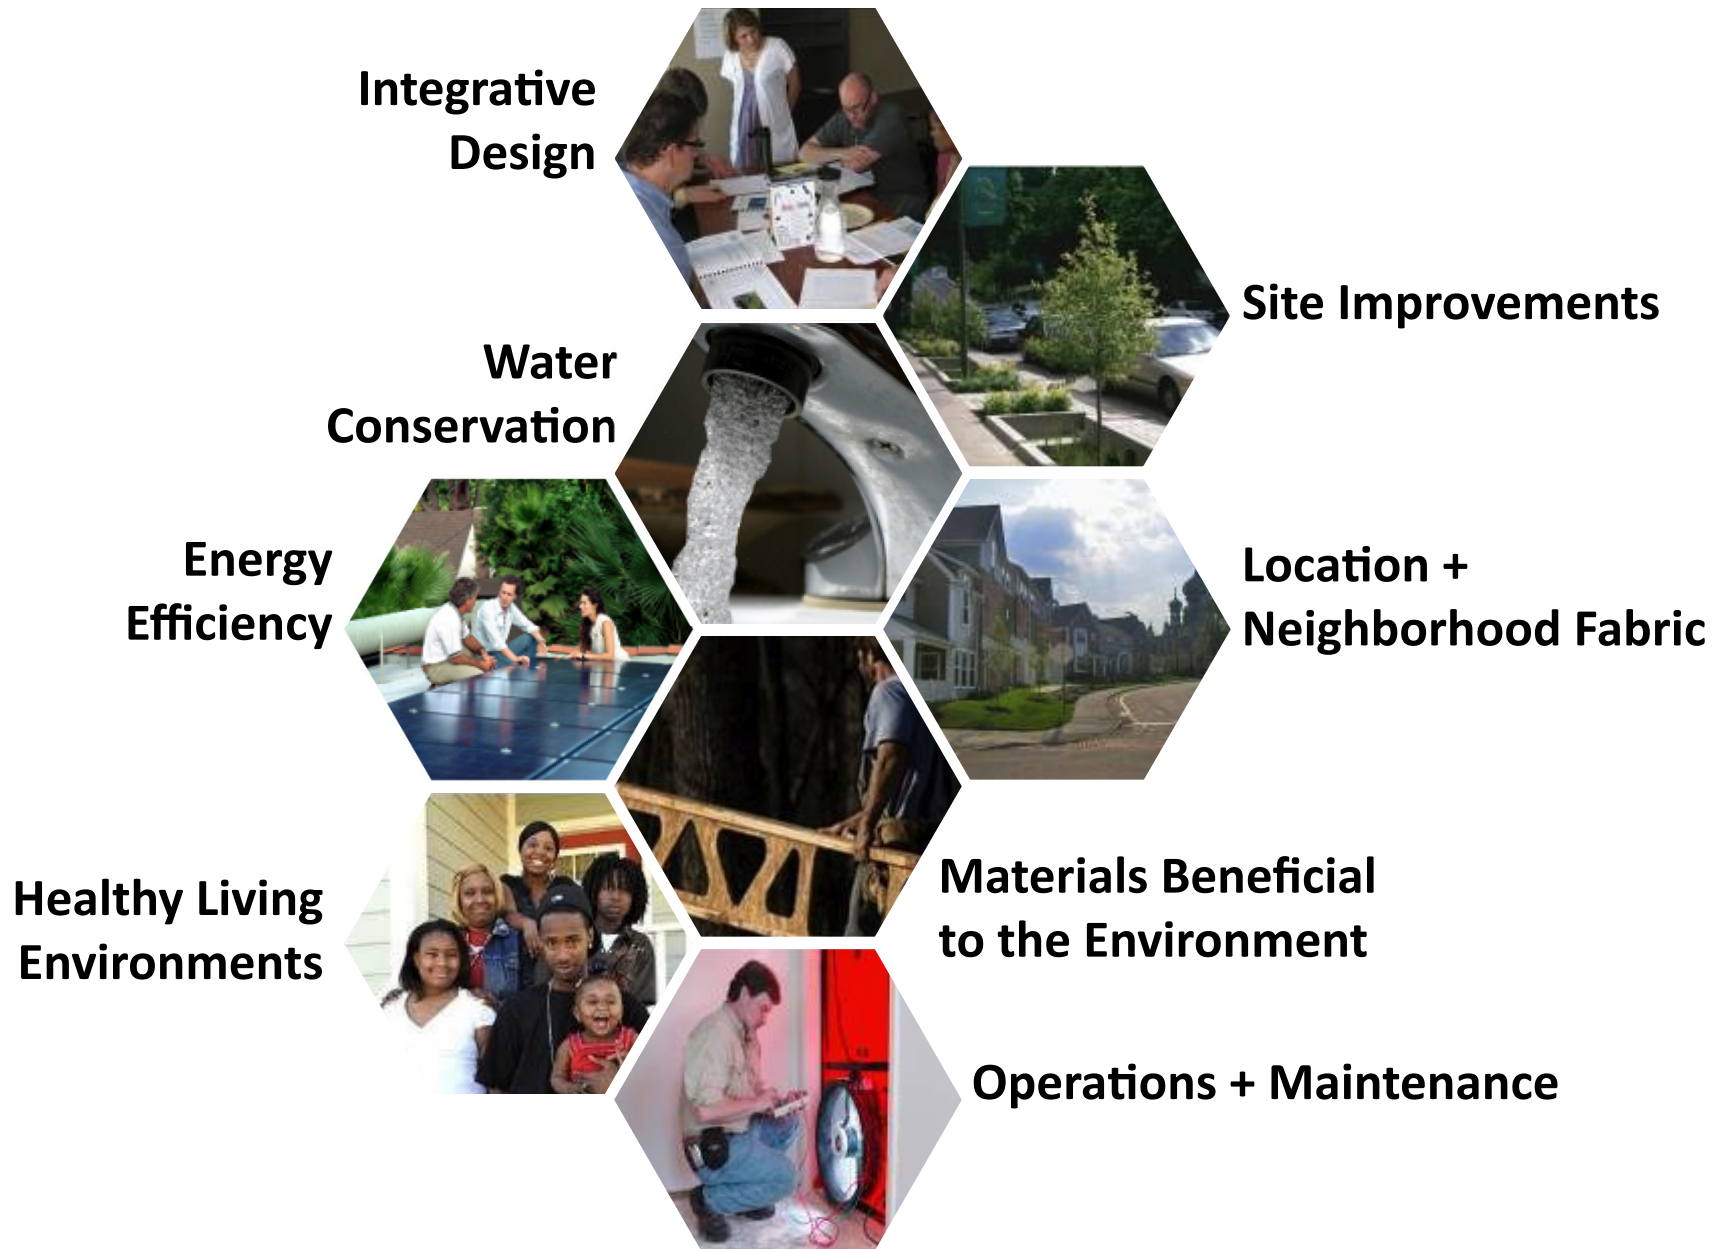 Integrative
Design
Site Improvements
Water
Conservation
Energy
Efficiency
Location +
Neighborhood Fabric
Healthy Living
Environments
Materials Beneficial
to the Environment
Operations + Maintenance